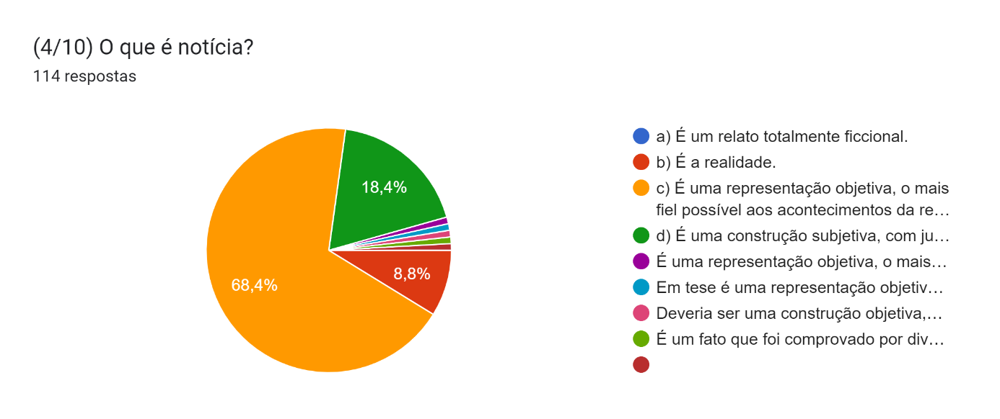 (4/10) O que é notícia?
114 respostas
18,4%
8,8%
68,4%
a) É um relato totalmente ficcional.
b) É a realidade.
c) É uma representação objetiva, o mais
fiel possível aos acontecimentos da re…
d) É uma construção subjetiva, com ju…
É uma representação objetiva, o mais…
Em tese é uma representação objetiv…
Deveria ser uma construção objetiva,…
É um fato que foi comprovado por div…